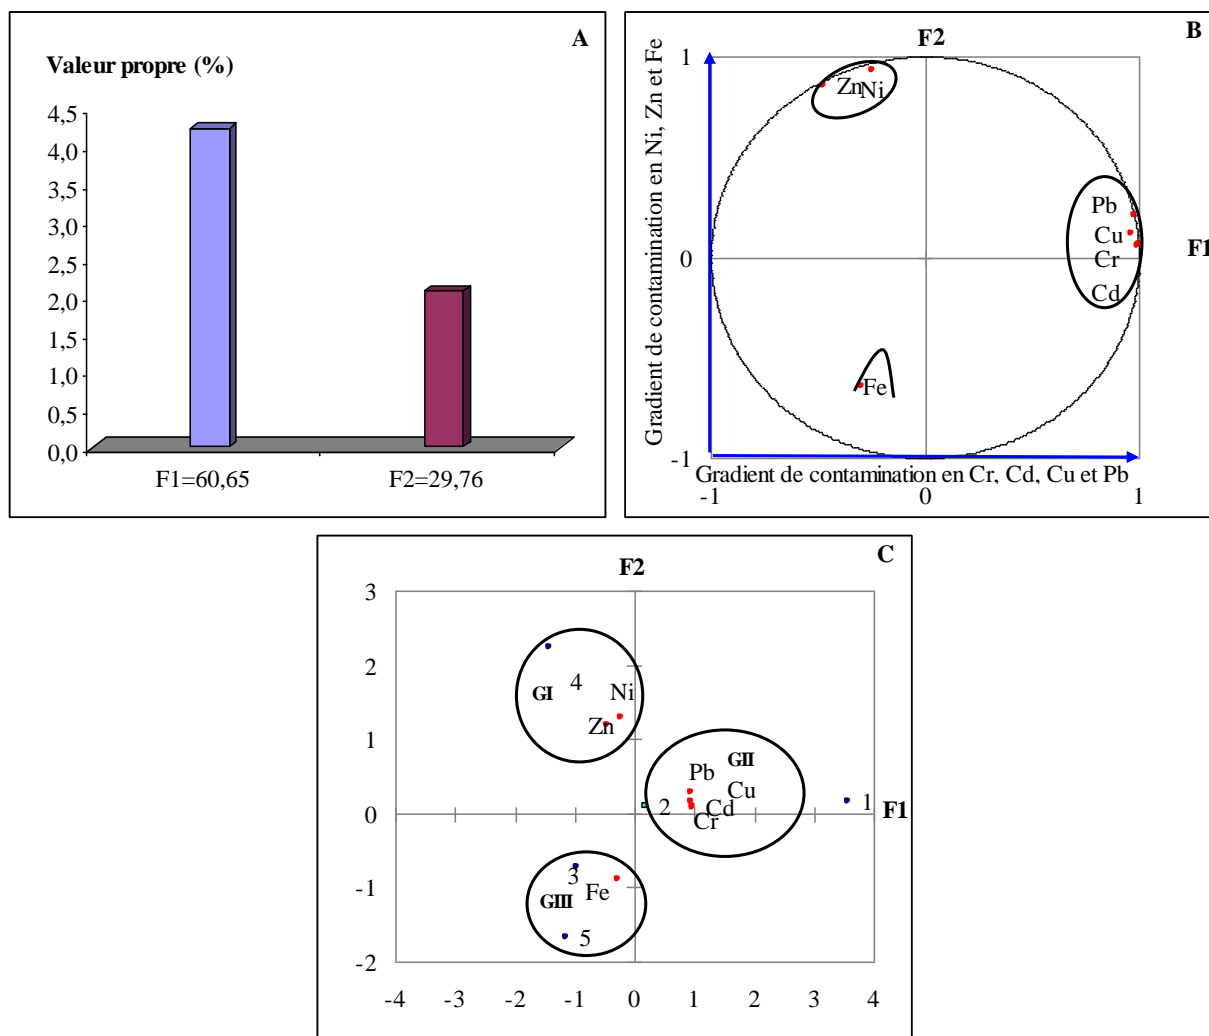 A
Valeur propre (%)
4,5
4,0
3,5
3,0
2,5
2,0
1,5
1,0
0,5
0,0
F1=60,65 F2=29,76
B
F2
Gradient de contamination en Ni, Zn et Fe
1
ZnNi
Pb
Cu
0
F1
Cr
Cd
Fe
-1
Gradient de contamination en Cr, Cd, Cu et Pb
-1 0 1
C
F2
3
2
4 Ni
GI
Zn
1
GII
Pb
Cu
2 Cd 1
0 F1
Cr
-1
3 Fe
GIII
5
-2
-4 -3 -2 -1 0 1 2 3 4